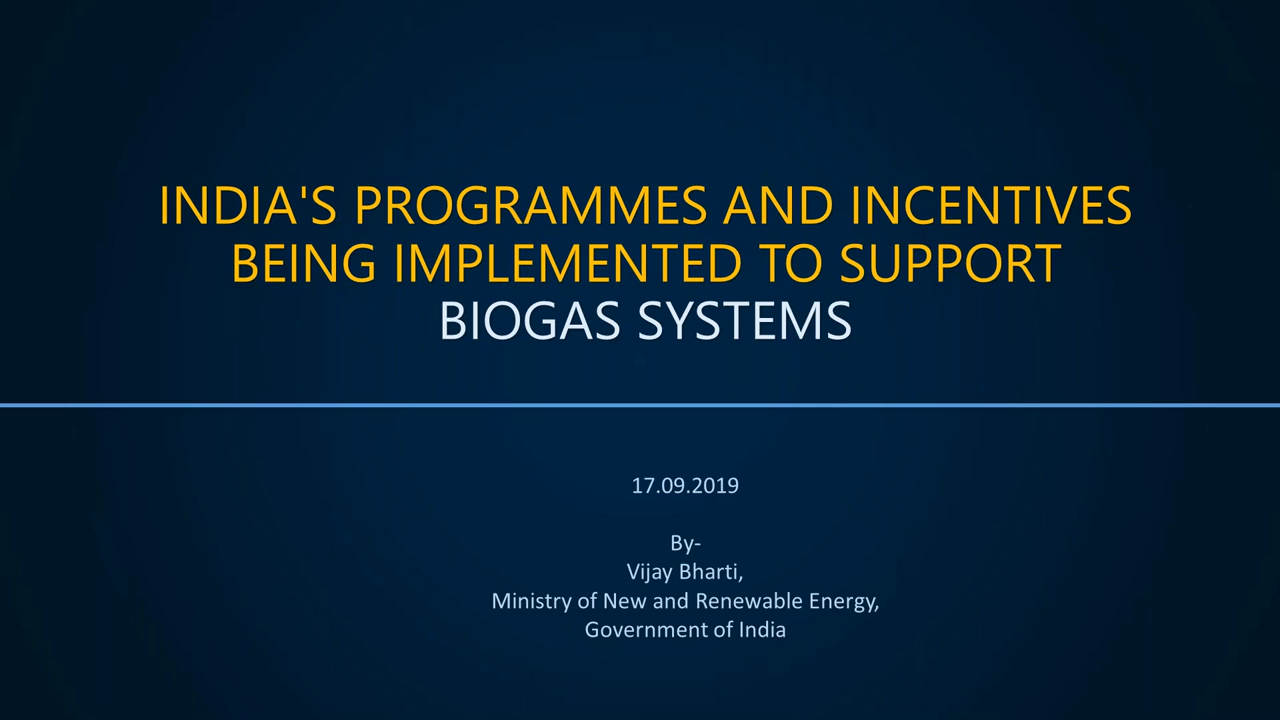 INDIA'S PROGRAMMES AND INCENTIVES
BEING IMPLEMENTED TO SUPPORT
BIOGAS SYSTEMS
17.09.2019
By-
Vijay Bharti,
Ministry of New and Renewable Energy,
Government of India